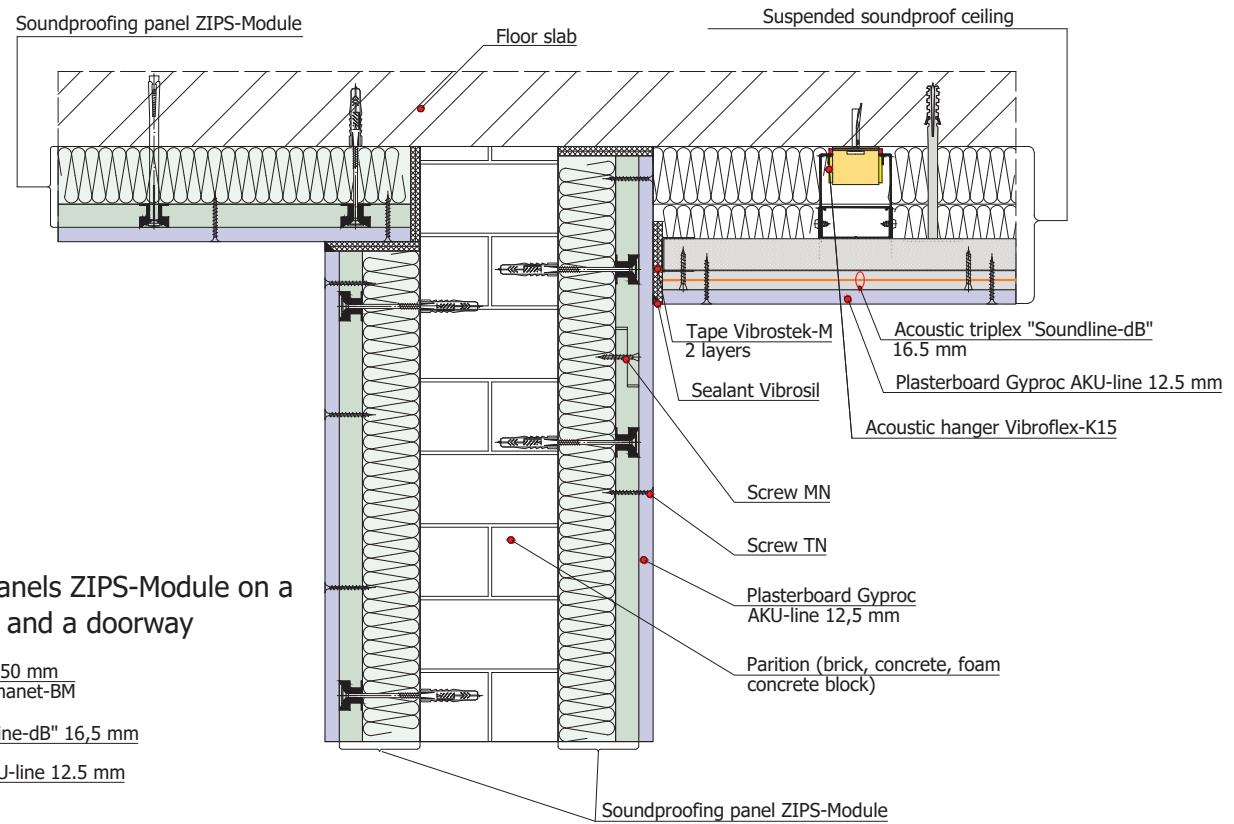 Soundproofing panel ZIPS-Module
Floor slab
Suspended soundproof ceiling
Tape Vibrostek-M
2 layers
Sealant Vibrosil
Acoustic triplex "Soundline-dB"
16.5 mm
Plasterboard Gyproc AKU-line 12.5 mm
Acoustic hanger Vibroflex-K15
Screw MN
Screw TN
Plasterboard Gyproc
AKU-line 12,5 mm
Parition (brick, concrete, foam
concrete block)
anels ZIPS-Module on a
and a doorway
50 mm
anet-BM
ine-dB" 16,5 mm
U-line 12.5 mm
Soundproofing panel ZIPS-Module